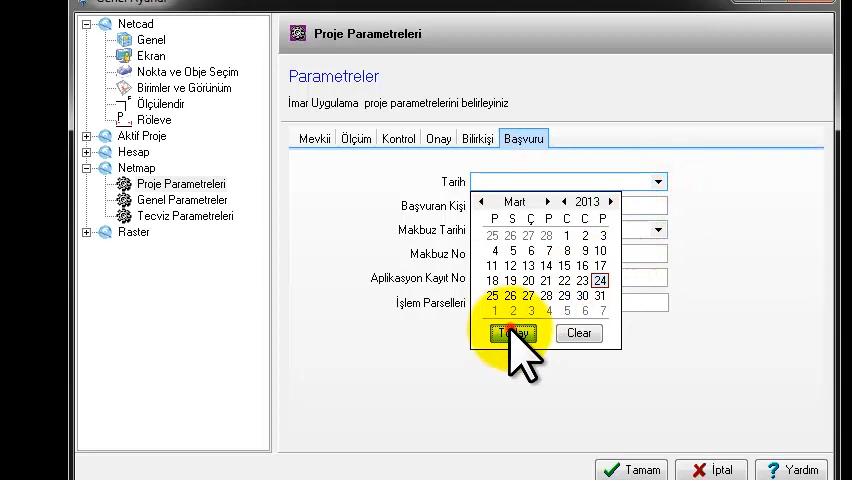 Genel Ayarlar
Netcad
Genel
Ekran
Nokta ve Obje Seçim
Birimler ve Görünüm
Ölçülendir
Röleve
Aktif Proje
Hesap
Netmap
Proje Parametreleri
Genel Parametreler
Tecviz Parametreleri
Raster
Proje Parametreleri
Parametreler
İmar Uygulama proje parametrelerini belirleyiniz
Mevkii Ölçüm Kontrol Onay Bilirkişi Başvuru
Tarih
Başvuran Kişi
Makbuz Tarihi
Makbuz No
Aplikasyon Kayıt No
İşlem Parselleri
Mart 2013
P S Ç P C C P
25 26 27 28 1 2 3
4 5 6 7 8 9 10
11 12 13 14 15 16 17
18 19 20 21 22 23 24
25 26 27 28 29 30 31
1 2 3 4 5 6 7
Today Clear
Tamam İptal Yardım